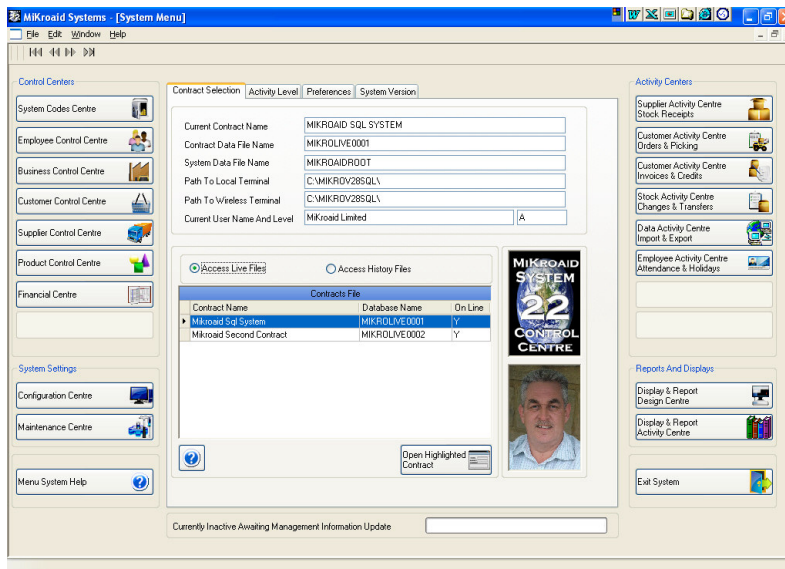 MiKroaid Systems - [System Menu]
File Edit Window Help
Control Centers
System Codes Centre
Employee Control Centre
Business Control Centre
Customer Control Centre
Supplier Control Centre
Product Control Centre
Financial Centre
System Settings
Configuration Centre
Maintenance Centre
Menu System Help
Contract Selection Activity Level Preferences System Version
Current Contract Name MIKROAID SQL SYSTEM
Contract Data File Name MIKROLIVE0001
System Data File Name MIKROAIDROOT
Path To Local Terminal C:\MIKROV28SQL\
Path To Wireless Terminal C:\MIKROV28SQL\
Current User Name And Level MiKroaid Limited A
Access Live Files Access History Files
Contracts File
Contract Name Database Name On Line
Mikroaid Sql System MIKROLIVE0001 Y
Mikroaid Second Contract MIKROLIVE0002 Y
Open Highlighted
Contract
MIKROAID
SYSTEM
22
CONTROL
CENTRE
Currently Inactive Awaiting Management Information Update
Activity Centers
Supplier Activity Centre
Stock Receipts
Customer Activity Centre
Orders & Picking
Customer Activity Centre
Invoices & Credits
Stock Activity Centre
Changes & Transfers
Data Activity Centre
Import & Export
Employee Activity Centre
Attendance & Holidays
Reports And Displays
Display & Report
Design Centre
Display & Report
Activity Centre
Exit System